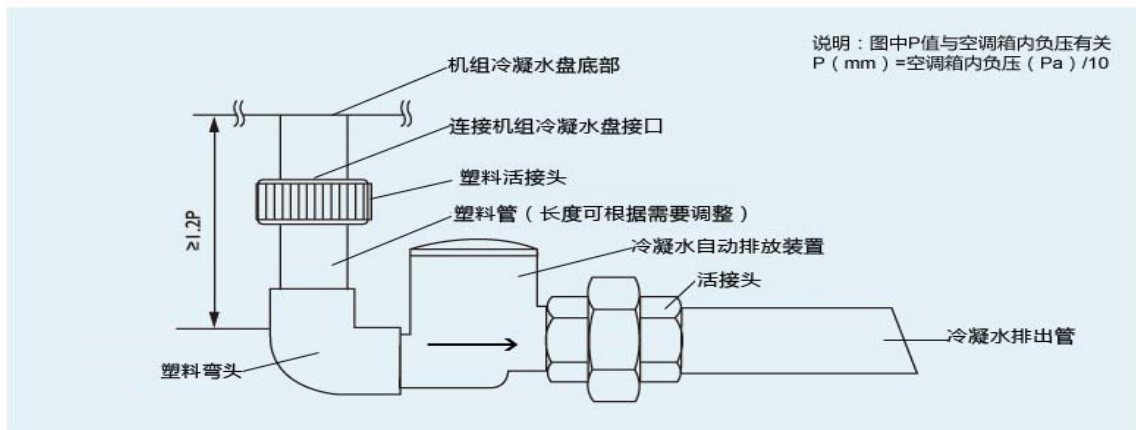 说明：图中P值与空调箱内负压有关
P（mm）=空调箱内负压（Pa）/10
机组冷凝水盘底部
连接机组冷凝水盘接口
塑料活接头
≥1.2P
塑料管（长度可根据需要调整）
冷凝水自动排放装置
活接头
冷凝水排出管
塑料弯头